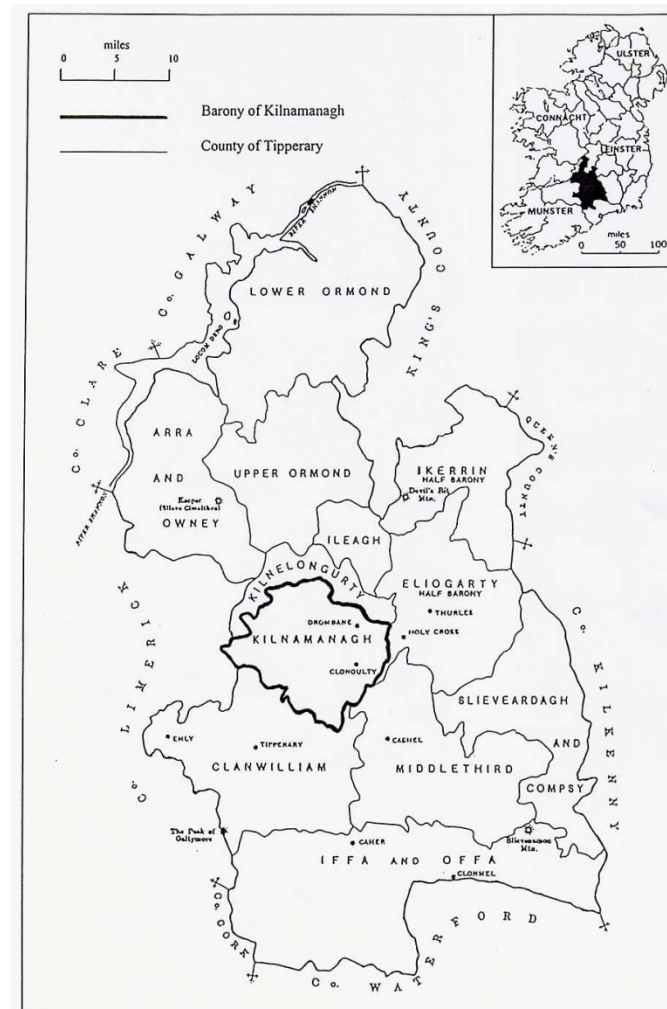 miles
0 5 10
Barony of Kilnamanagh
County of Tipperary
ULSTER
CONNACHT
LEINSTER
MUNSTER
miles
0 50 100
Co. GALWAY
RIVER SHANNON
KING'S COUNTY
LOWER ORMOND
LOUGH DERG
Co. CLARE
ARRA
AND
OWNEY
UPPER ORMOND
IKERRIN
HALF BARONY
Devil's Bit
Mtn.
QUEEN'S COUNTY
Keeper
RIVER SHANNON
ILEAGH
KILNELONGURTY
ELIOGARTY
HALF BARONY
THURLES
DROMBANE
KILNAMANAGH
HOLY CROSS
CLONOULTY
Co. LIMERICK
Co. KILKENNY
SLIEVEARDAGH
AND
COMPSY
EMLY
TIPPERARY
CLANWILLIAM
CASHEL
MIDDLETHIRD
The Peak of
Galtymore
Slievenamon
Mtn.
CAHER
IFFA AND OFFA
CLONMEL
Co. CORK
Co. WATERFORD